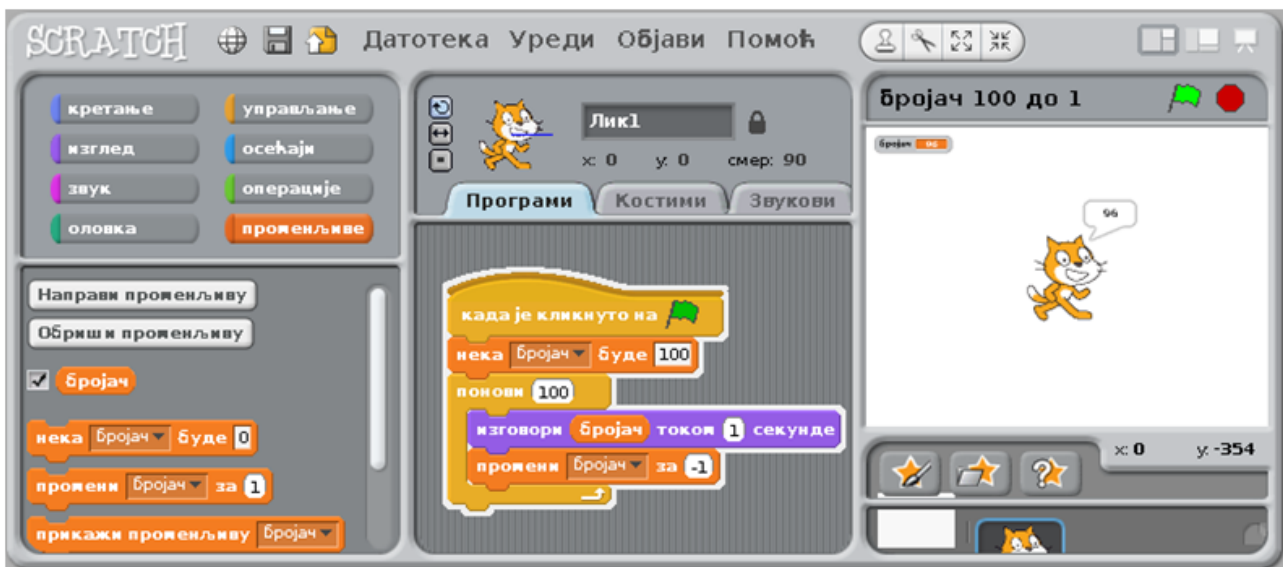 SCRATCH Датотека Уреди Објави Помоћ
кретање управљање
изглед осећаји
звук операције
оловка променљиве
Направи променљиву
Обриши променљиву
бројач
нека бројач буде 0
промени бројач за 1
прикажи променљиву бројач
Лик1
x: 0 y: 0 смер: 90
Програми Костими Звукови
када је кликнуто на
нека бројач буде 100
понови 100
изговори бројач током 1 секунде
промени бројач за -1
бројач 100 до 1
бројач 96
96
x: 0 y: -354